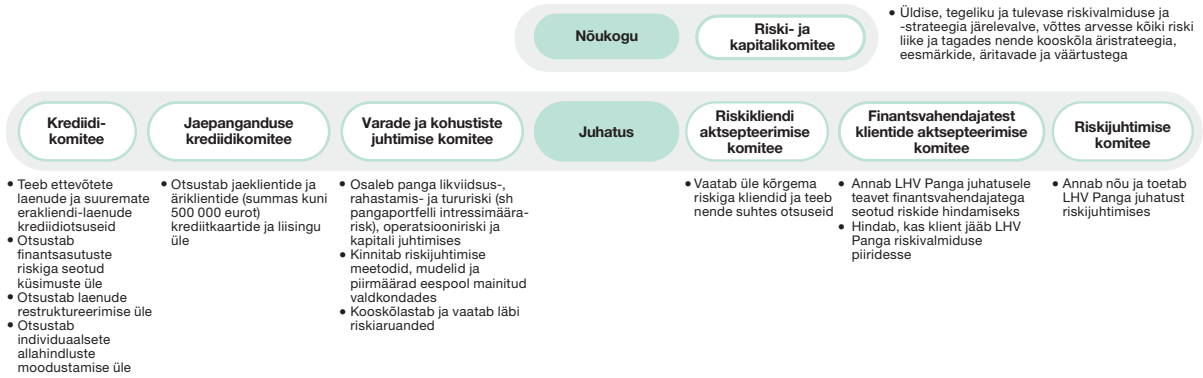 Nõukogu
Riski- ja
kapitalikomitee
• Üldise, tegeliku ja tulevase riskivalmiduse ja
-strateegia järelevalve, võttes arvesse kõiki riski
liike ja tagades nende kooskõla äristrateegia,
eesmärkide, äritavade ja väärtustega
Krediidi-
komitee
Jaepanganduse
krediidikomitee
Varade ja kohustiste
juhtimise komitee
Juhatus
Riskikliendi
aktsepteerimise
komitee
Finantsvahendajatest
klientide aktsepteerimise
komitee
Riskijuhtimise
komitee
• Teeb ettevõtete
laenude ja suuremate
erakliendi-laenude
krediidiotsuseid
• Otsustab
finantsasutuste
riskiga seotud
küsimuste üle
• Otsustab laenude
restruktureerimise üle
• Otsustab
individuaalsete
allahindluste
moodustamise üle
• Otsustab jaeklientide ja
äriklientide (summas kuni
500 000 eurot)
krediitkaartide ja liisingu
üle
• Osaleb panga likviidsus-,
rahastamis- ja tururiski (sh
pangaportfelli intressimäära-
risk), operatsiooniriski ja
kapitali juhtimises
• Kinnitab riskijuhtimise
meetodid, mudelid ja
piirmäärad eespool mainitud
valdkondades
• Kooskõlastab ja vaatab läbi
riskiaruanded
• Vaatab üle kõrgema
riskiga kliendid ja teeb
nende suhtes otsuseid
• Annab LHV Panga juhatusele
teavet finantsvahendajatega
seotud riskide hindamiseks
• Hindab, kas klient jääb LHV
Panga riskivalmiduse
piiridesse
• Annab nõu ja toetab
LHV Panga juhatust
riskijuhtimises